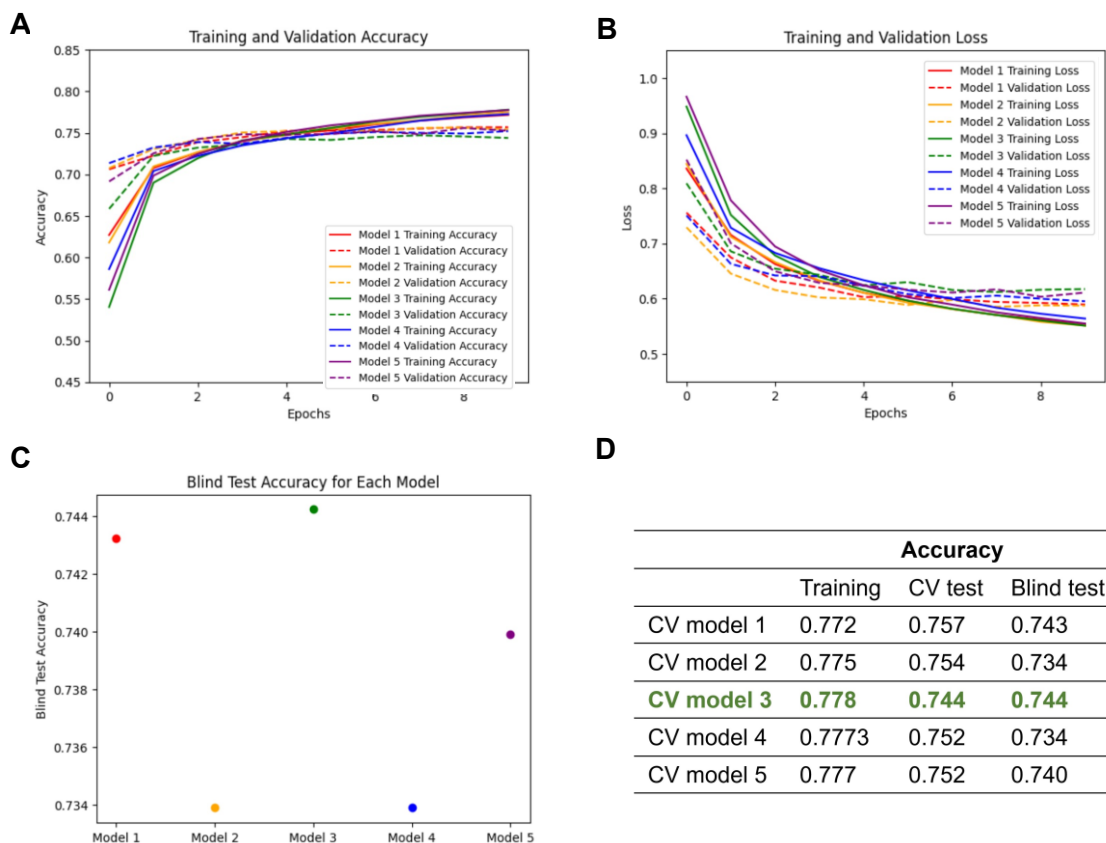 A
Training and Validation Accuracy
0.85
0.80
0.75
0.70
0.65
0.60
0.55
0.50
0.45
Accuracy
0
2
4
6
8
Epochs
Model 1 Training Accuracy
Model 1 Validation Accuracy
Model 2 Training Accuracy
Model 2 Validation Accuracy
Model 3 Training Accuracy
Model 3 Validation Accuracy
Model 4 Training Accuracy
Model 4 Validation Accuracy
Model 5 Training Accuracy
Model 5 Validation Accuracy
B
Training and Validation Loss
1.0
0.9
0.8
0.7
0.6
0.5
Loss
0
2
4
6
8
Epochs
Model 1 Training Loss
Model 1 Validation Loss
Model 2 Training Loss
Model 2 Validation Loss
Model 3 Training Loss
Model 3 Validation Loss
Model 4 Training Loss
Model 4 Validation Loss
Model 5 Training Loss
Model 5 Validation Loss
C
Blind Test Accuracy for Each Model
0.744
0.742
0.740
0.738
0.736
0.734
Blind Test Accuracy
Model 1 Model 2 Model 3 Model 4 Model 5
D
Accuracy
Training CV test Blind test
CV model 1 0.772 0.757 0.743
CV model 2 0.775 0.754 0.734
CV model 3 0.778 0.744 0.744
CV model 4 0.7773 0.752 0.734
CV model 5 0.777 0.752 0.740